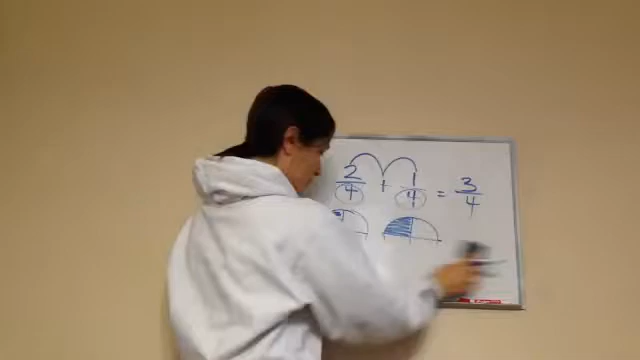 2/4 + 1/4 = 3/4